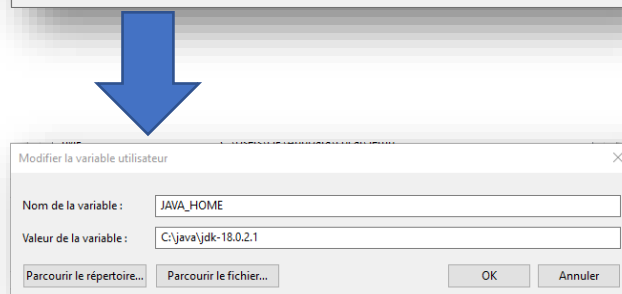 Modifier la variable utilisateur
Nom de la variable :
JAVA_HOME
Valeur de la variable :
C:\java\jdk-18.0.2.1
Parcourir le répertoire...
Parcourir le fichier...
OK
Annuler